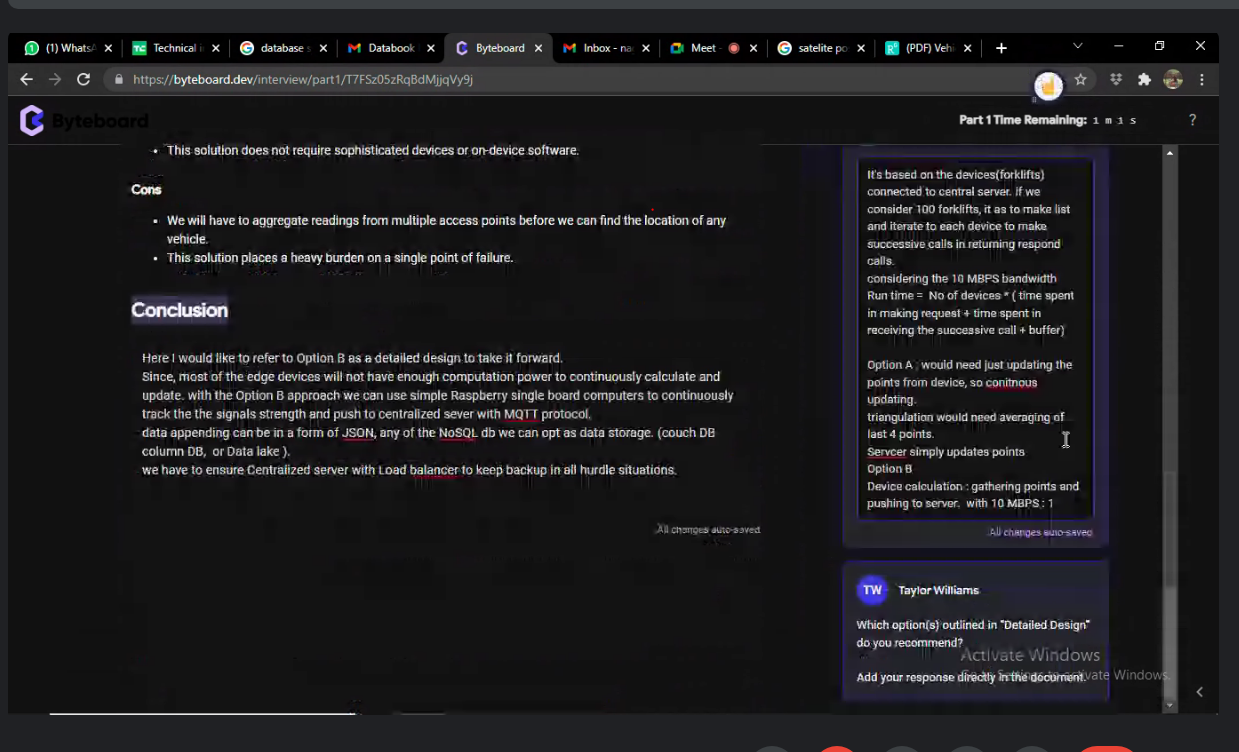 (1) WhatsA
Technical i
database s
Databook
Byteboard
Inbox - na
Meet -
satelite po
(PDF) Vehi
https://byteboard.dev/interview/part1/T7FSz05zRqBdMjjqVy9j
Byteboard
Part 1 Time Remaining: 1 m 1 s
?
This solution does not require sophisticated devices or on-device software.
Cons
We will have to aggregate readings from multiple access points before we can find the location of any
vehicle.
This solution places a heavy burden on a single point of failure.
Conclusion
Here I would like to refer to Option B as a detailed design to take it forward.
Since, most of the edge devices will not have enough computation power to continuously calculate and
update. with the Option B approach we can use simple Raspberry single board computers to continuously
track the the signals strength and push to centralized sever with MQTT protocol.
data appending can be in a form of JSON, any of the NoSQL db we can opt as data storage. (couch DB
column DB, or Data lake ).
we have to ensure Centralized server with Load balancer to keep backup in all hurdle situations.
All changes auto-saved
It's based on the devices(forklifts)
connected to central server. if we
consider 100 forklifts, it as to make list
and iterate to each device to make
successive calls in returning respond
calls.
considering the 10 MBPS bandwidth
Run time = No of devices * ( time spent
in making request + time spent in
receiving the successive call + buffer)
Option A : would need just updating the
points from device, so conitnous
updating.
triangulation would need averaging of
last 4 points.
Servcer simply updates points
Option B
Device calculation : gathering points and
pushing to server. with 10 MBPS : 1
All changes auto-saved
TW Taylor Williams
Which option(s) outlined in "Detailed Design"
do you recommend?
Activate Windows
Add your response directly in the document.